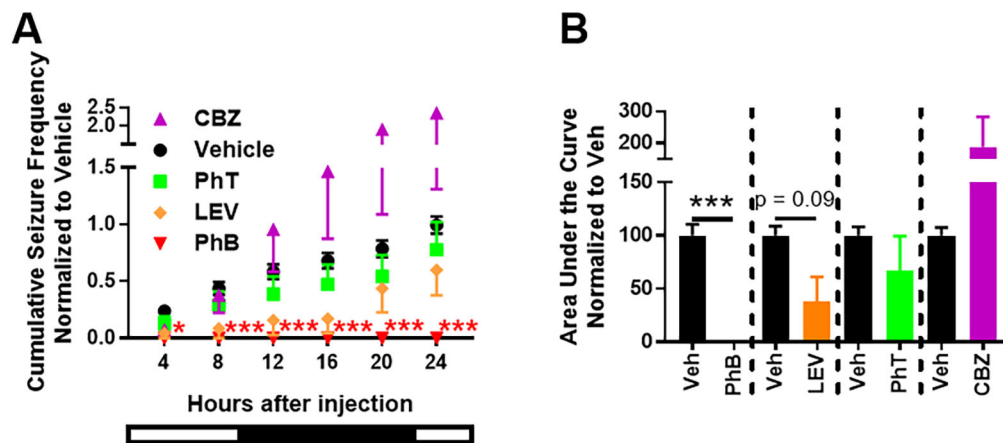 A
Cumulative Seizure Frequency
Normalized to Vehicle
2.5
2.0
1.5
1.0
0.5
0.0
CBZ
Vehicle
PhT
LEV
PhB
* *** *** *** *** ***
4 8 12 16 20 24
Hours after injection
B
Area Under the Curve
Normalized to Veh
300
200
150
100
50
0
*** p = 0.09
Veh PhB Veh LEV Veh PhT Veh CBZ